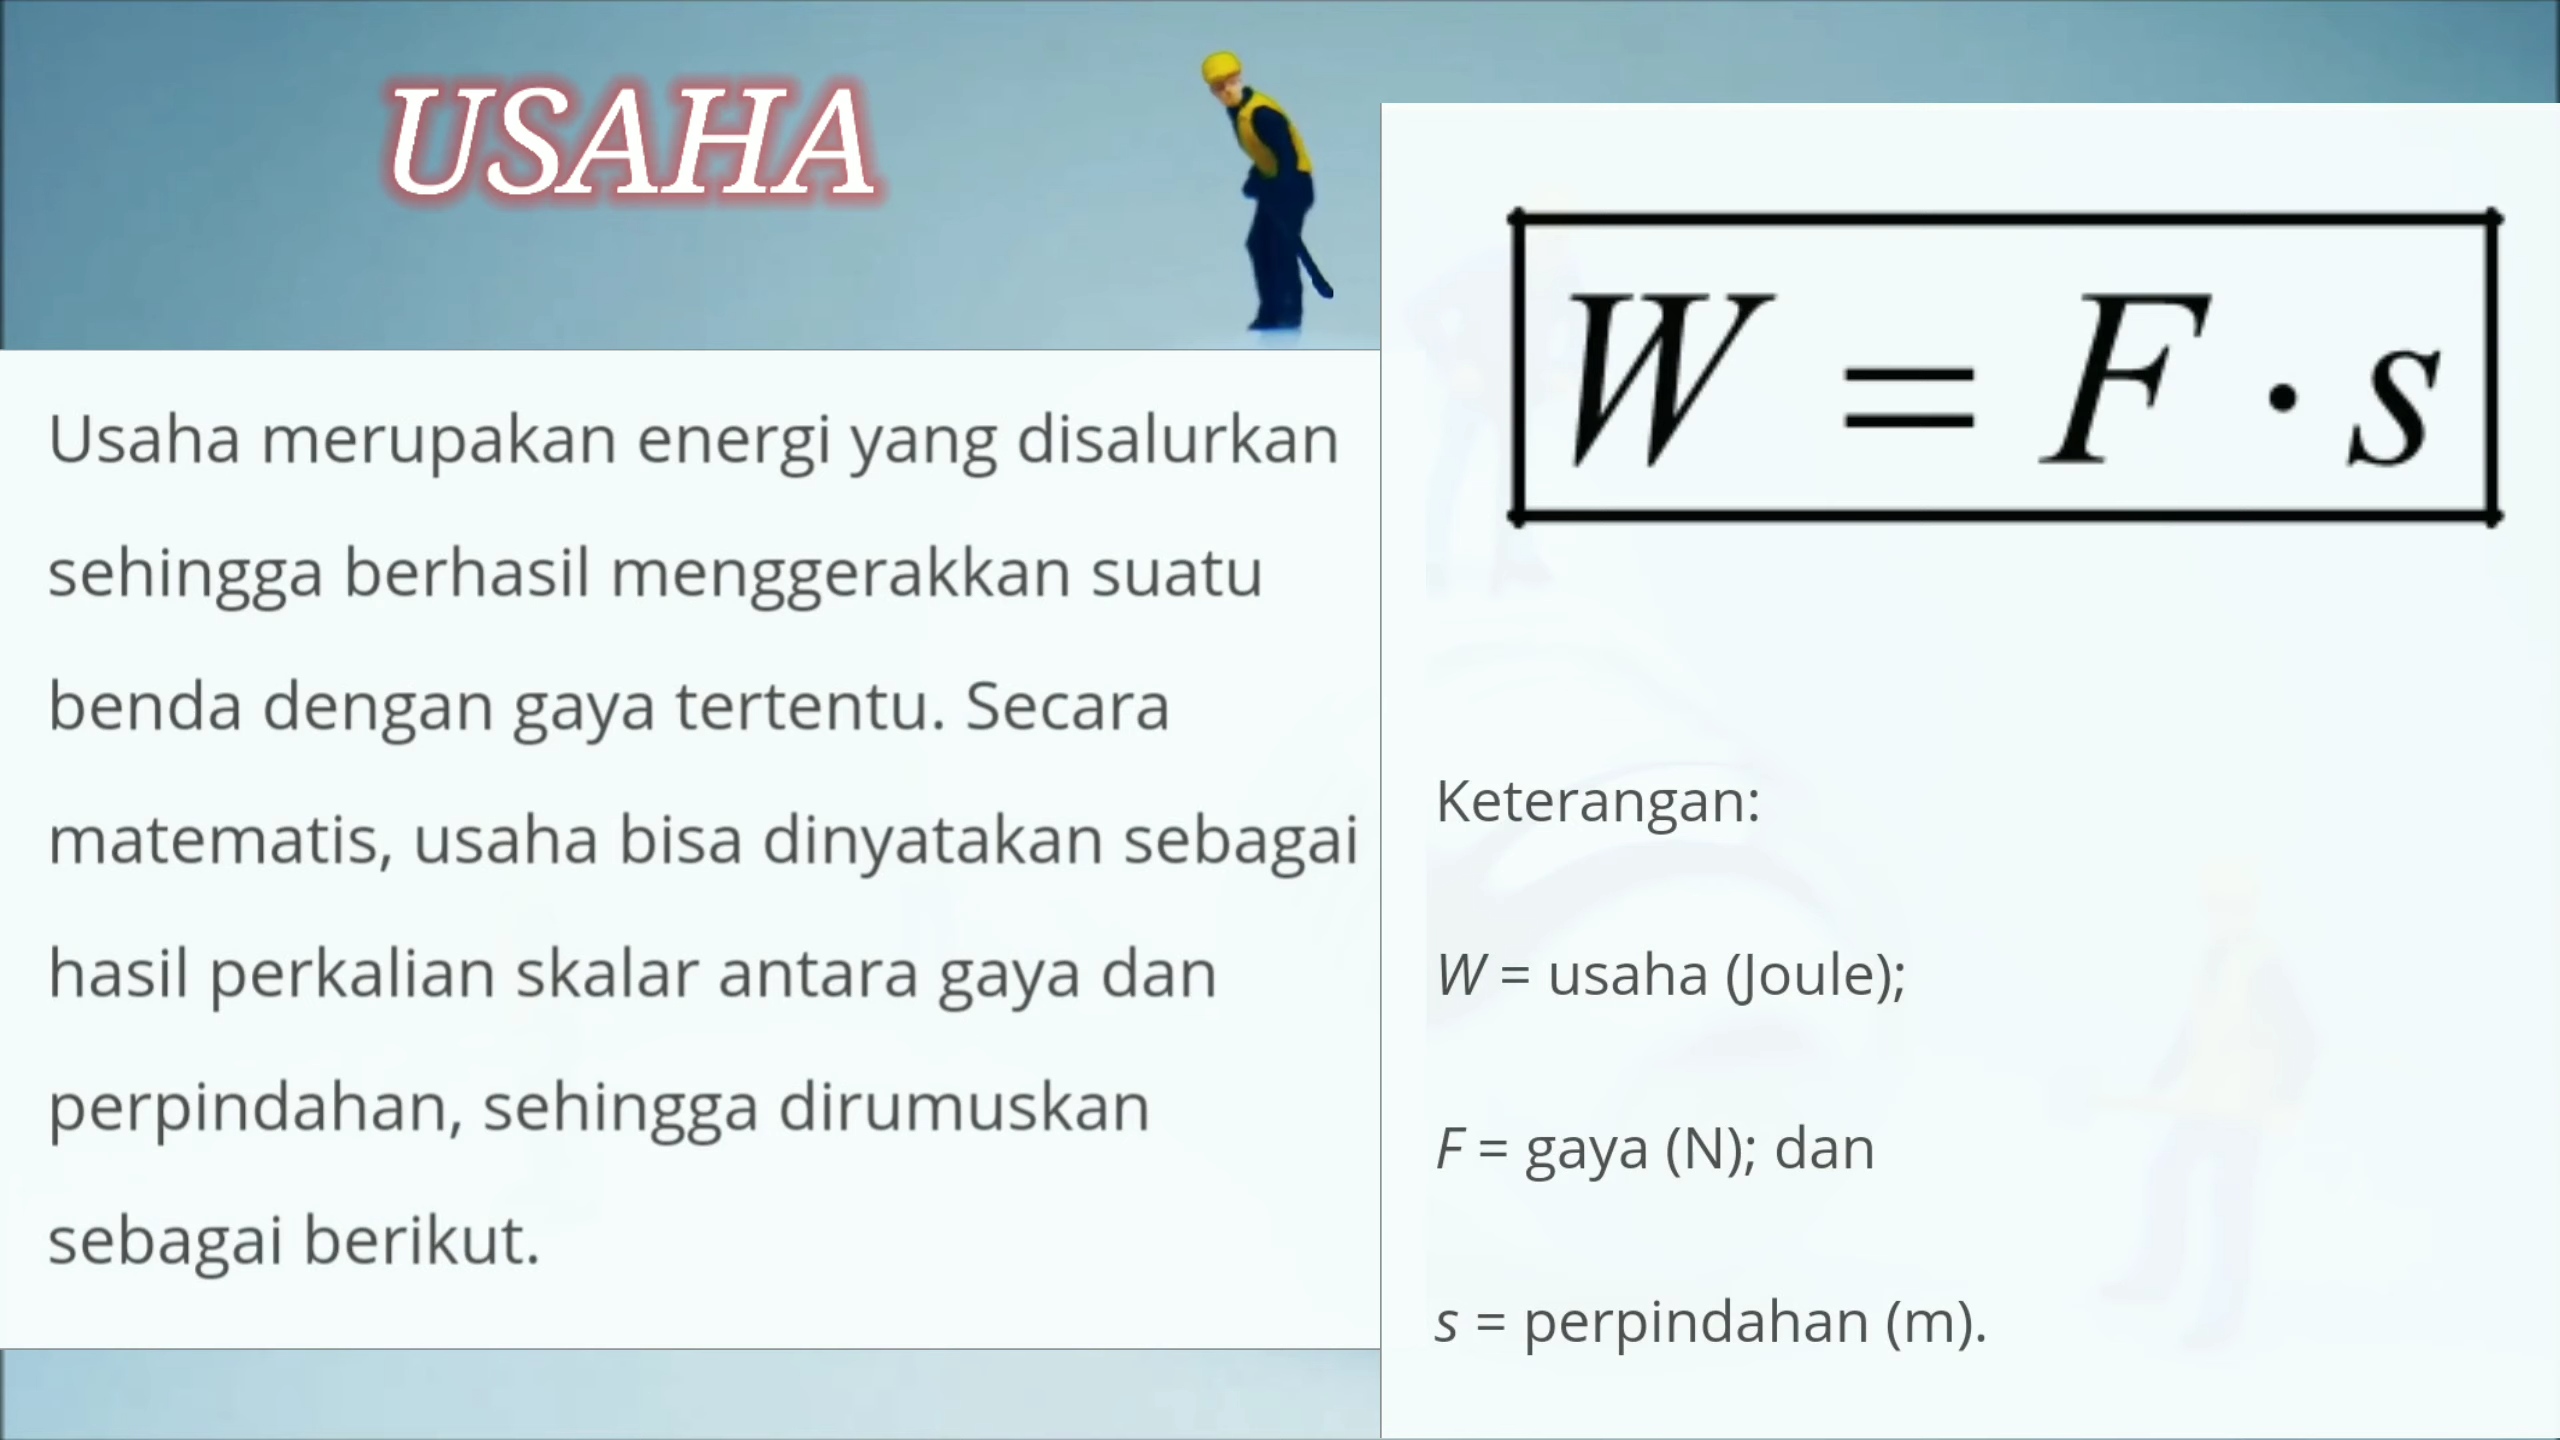 USAHA
Usaha merupakan energi yang disalurkan
sehingga berhasil menggerakkan suatu
benda dengan gaya tertentu. Secara
matematis, usaha bisa dinyatakan sebagai
hasil perkalian skalar antara gaya dan
perpindahan, sehingga dirumuskan
sebagai berikut.
W = F · s
Keterangan:
W = usaha (Joule);
F = gaya (N); dan
s = perpindahan (m).